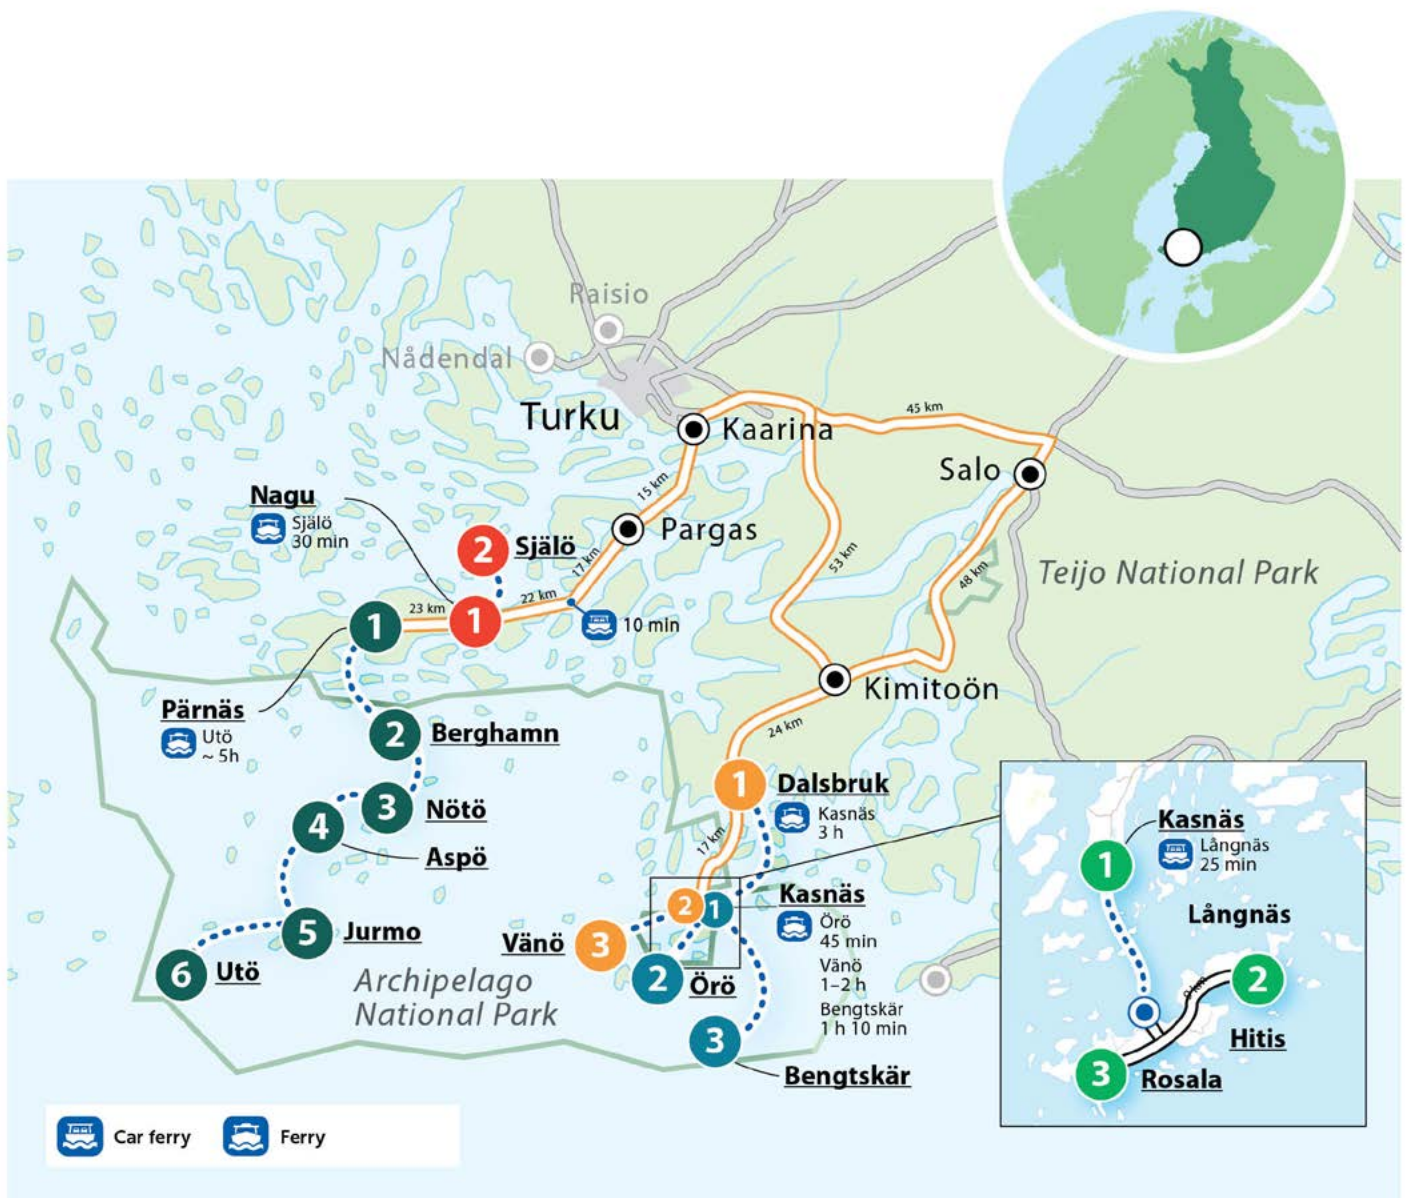 Raisio
Nådendal
Turku
Kaarina
45 km
Salo
15 km
Nagu
Själö
30 min
Pargas
2
Själö
17 km
53 km
48 km
Teijo National Park
23 km
22 km
1
1
10 min
Kimitoön
Pärnäs
Utö
~ 5h
2
Berghamn
24 km
1
Dalsbruk
Kasnäs
3 h
3
Nötö
4
Aspö
17 km
Kasnäs
Långnäs
25 min
1
Långnäs
2
Hitis
3
Rosala
2
1
Kasnäs
Örö
45 min
Vänö
1–2 h
Bengtskär
1 h 10 min
5
Jurmo
Vänö
3
6
Utö
2
Örö
Archipelago
National Park
3
Bengtskär
Car ferry
Ferry